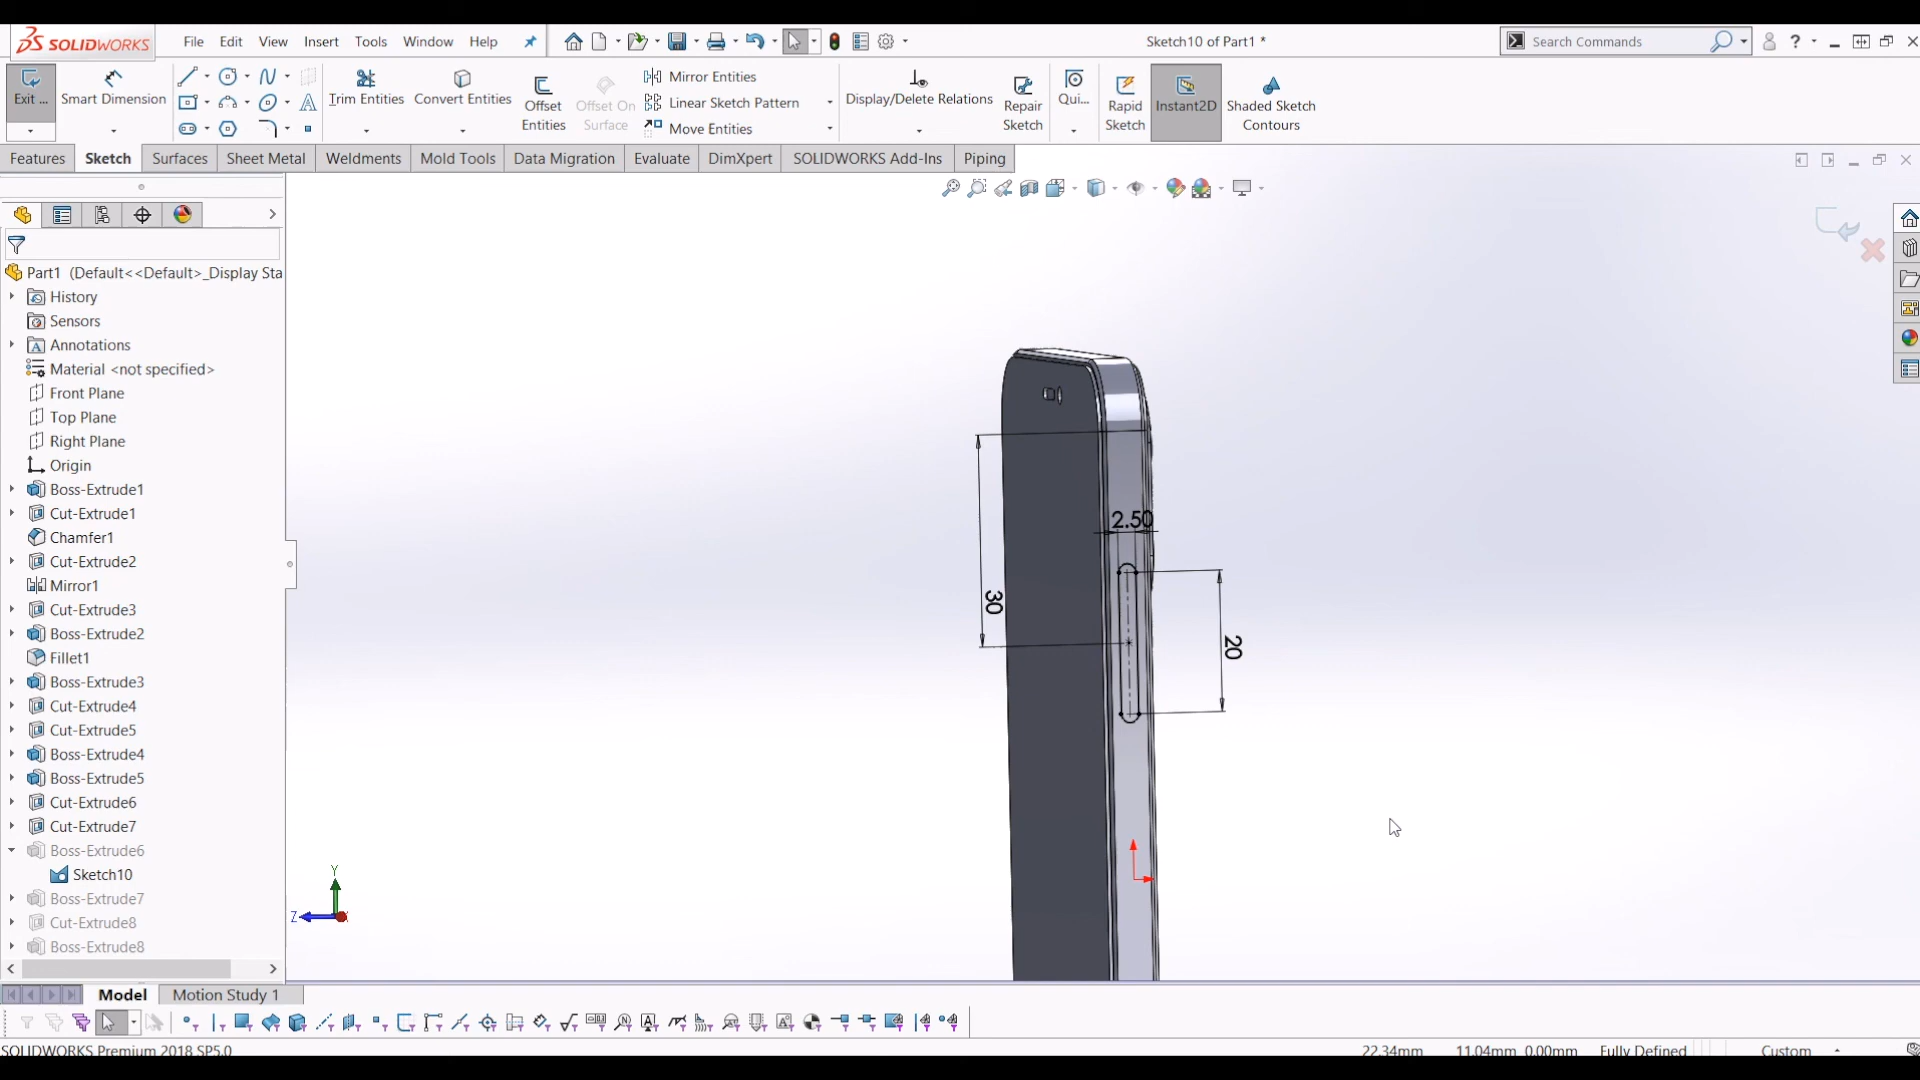 SOLIDWORKS File Edit View Insert Tools Window Help Sketch10 of Part1 * Search Commands ?
Exit ... Smart Dimension Trim Entities Convert Entities Offset Entities Offset On Surface Mirror Entities Linear Sketch Pattern Move Entities Display/Delete Relations Repair Sketch Qui... Rapid Sketch Instant2D Shaded Sketch Contours
Features Sketch Surfaces Sheet Metal Weldments Mold Tools Data Migration Evaluate DimXpert SOLIDWORKS Add-Ins Piping
Part1 (Default<<Default>_Display Sta
History
Sensors
Annotations
Material <not specified>
Front Plane
Top Plane
Right Plane
Origin
Boss-Extrude1
Cut-Extrude1
Chamfer1
Cut-Extrude2
Mirror1
Cut-Extrude3
Boss-Extrude2
Fillet1
Boss-Extrude3
Cut-Extrude4
Cut-Extrude5
Boss-Extrude4
Boss-Extrude5
Cut-Extrude6
Cut-Extrude7
Boss-Extrude6
Sketch10
Boss-Extrude7
Cut-Extrude8
Boss-Extrude8
2.50
30
20
Y
Z
Model Motion Study 1
SOLIDWORKS Premium 2018 SP5.0 22.34mm 11.04mm 0.00mm Fully Defined Custom